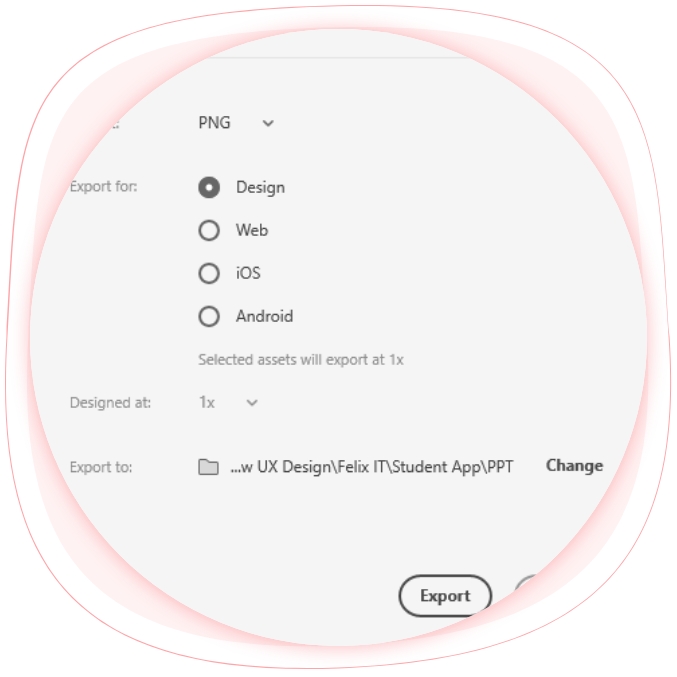 PNG
Export for:
Design
Web
iOS
Android
Selected assets will export at 1x
Designed at:
1x
Export to:
...w UX Design\Felix IT\Student App\PPT
Change
Export